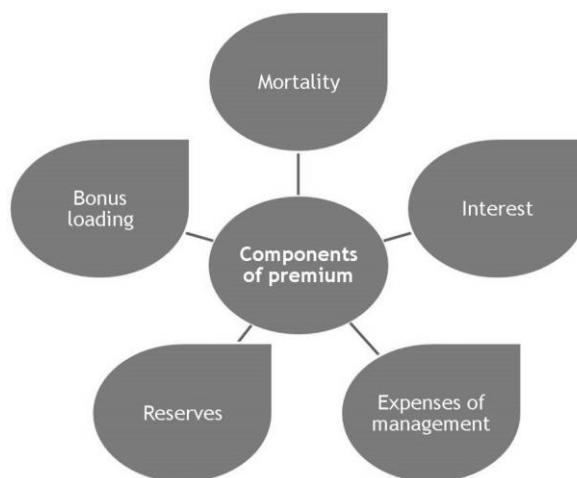 Mortality
Bonus
loading
Interest
Components
of premium
Reserves
Expenses of
management